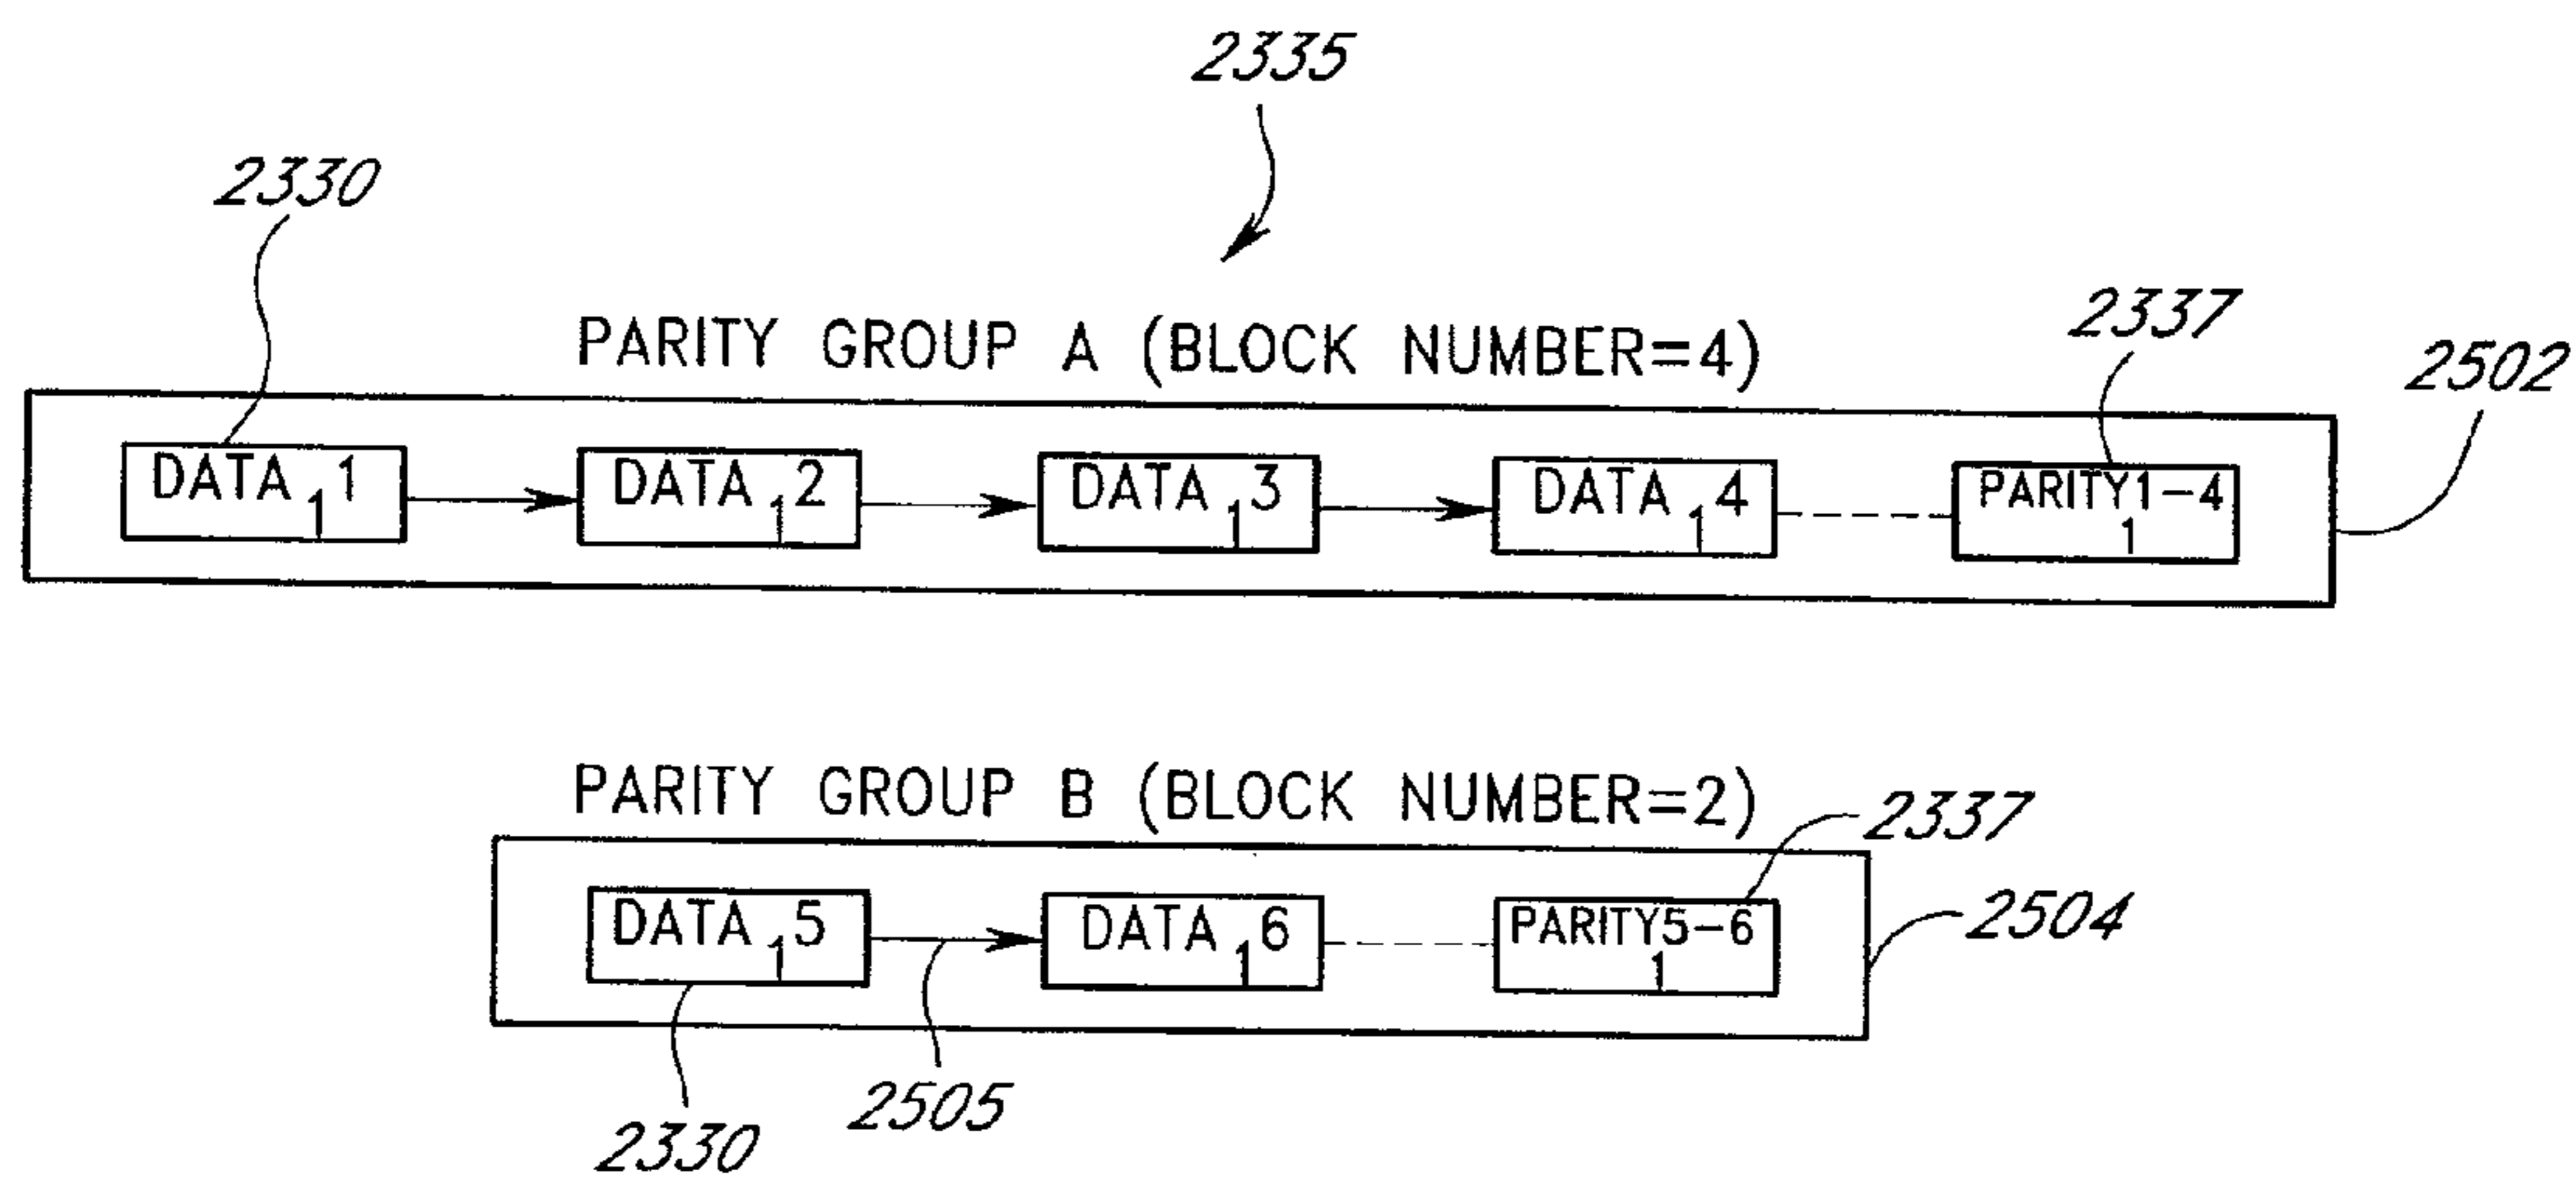 2335
2330
2337
PARITY GROUP A (BLOCK NUMBER=4)
2502
DATA 1
1
DATA 2
1
DATA 3
1
DATA 4
1
PARITY1-4
1
PARITY GROUP B (BLOCK NUMBER=2)
2337
DATA 5
1
DATA 6
1
PARITY5-6
1
2504
2505
2330